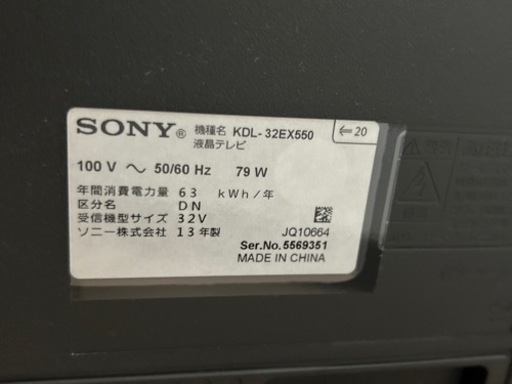 SONY® 機種名 KDL-32EX550
液晶テレビ
20
100 V ～ 50/60 Hz 79 W
年間消費電力量 63 kWh/年
区分名 DN
受信機型サイズ 32V
ソニー株式会社 13年製
JQ10664
Ser.No.5569351
MADE IN CHINA